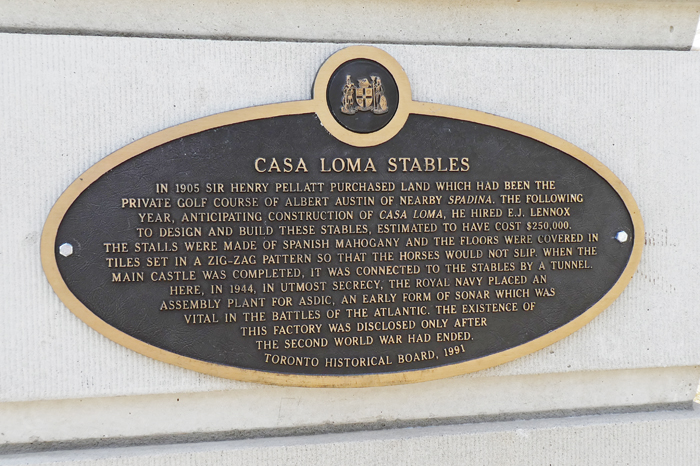 CASA LOMA STABLES
IN 1905 SIR HENRY PELLATT PURCHASED LAND WHICH HAD BEEN THE
PRIVATE GOLF COURSE OF ALBERT AUSTIN OF NEARBY SPADINA. THE FOLLOWING
YEAR, ANTICIPATING CONSTRUCTION OF CASA LOMA, HE HIRED E.J. LENNOX
TO DESIGN AND BUILD THESE STABLES, ESTIMATED TO HAVE COST $250,000.
THE STALLS WERE MADE OF SPANISH MAHOGANY AND THE FLOORS WERE COVERED IN
TILES SET IN A ZIG-ZAG PATTERN SO THAT THE HORSES WOULD NOT SLIP. WHEN THE
MAIN CASTLE WAS COMPLETED, IT WAS CONNECTED TO THE STABLES BY A TUNNEL.
HERE, IN 1944, IN UTMOST SECRECY, THE ROYAL NAVY PLACED AN
ASSEMBLY PLANT FOR ASDIC, AN EARLY FORM OF SONAR WHICH WAS
VITAL IN THE BATTLES OF THE ATLANTIC. THE EXISTENCE OF
THIS FACTORY WAS DISCLOSED ONLY AFTER
THE SECOND WORLD WAR HAD ENDED.
TORONTO HISTORICAL BOARD, 1991